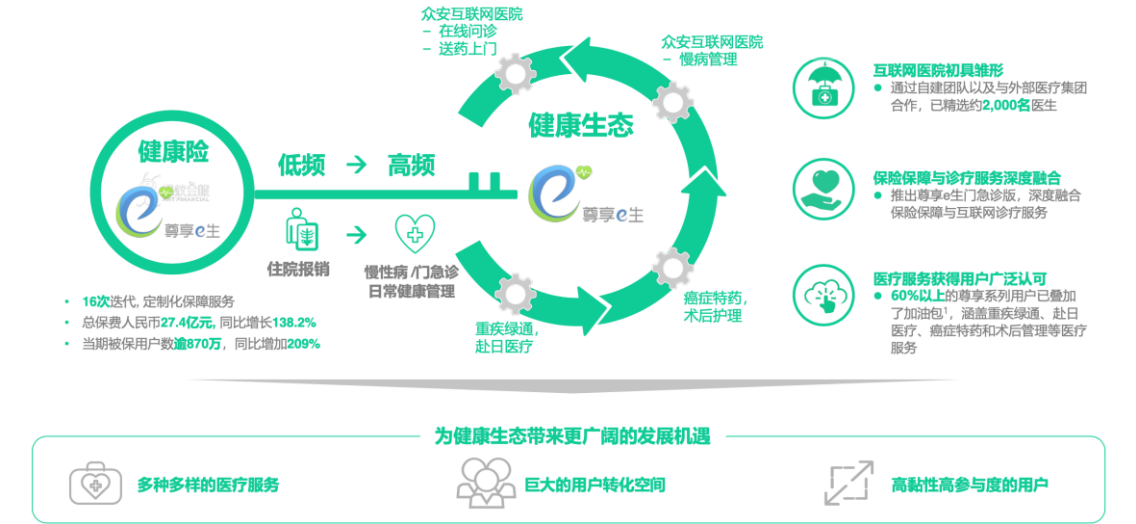 众安互联网医院
– 在线问诊
– 送药上门
众安互联网医院
– 慢病管理
健康险
尊享e生
低频 → 高频
住院报销
→
慢性病/门急诊
日常健康管理
健康生态
尊享e生
重疾绿通,
赴日医疗
癌症特药,
术后护理
• 16次迭代, 定制化保障服务
• 总保费人民币27.4亿元, 同比增长138.2%
• 当期被保用户数逾870万，同比增加209%
互联网医院初具雏形
● 通过自建团队以及与外部医疗集团
合作，已精选约2,000名医生
保险保障与诊疗服务深度融合
● 推出尊享e生门急诊版，深度融合
保险保障与互联网诊疗服务
医疗服务获得用户广泛认可
● 60%以上的尊享系列用户已叠加
了加油包1，涵盖重疾绿通、赴日
医疗、癌症特药和术后管理等医疗
服务
为健康生态带来更广阔的发展机遇
多种多样的医疗服务
巨大的用户转化空间
高黏性高参与度的用户